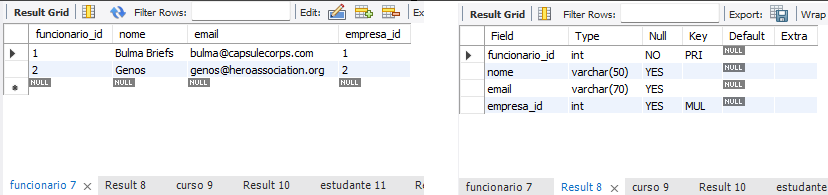 Result Grid Filter Rows: Edit: Ex
funcionario_id nome email empresa_id
1 Bulma Briefs bulma@capsulecorps.com 1
2 Genos genos@heroassociation.org 2
NULL NULL NULL NULL
funcionario 7 Result 8 curso 9 Result 10 estudante 11 R
Result Grid Filter Rows: Export: Wrap
Field Type Null Key Default Extra
funcionario_id int NO PRI NULL
nome varchar(50) YES NULL
email varchar(70) YES NULL
empresa_id int YES MUL NULL
funcionario 7 Result 8 curso 9 Result 10 estudante